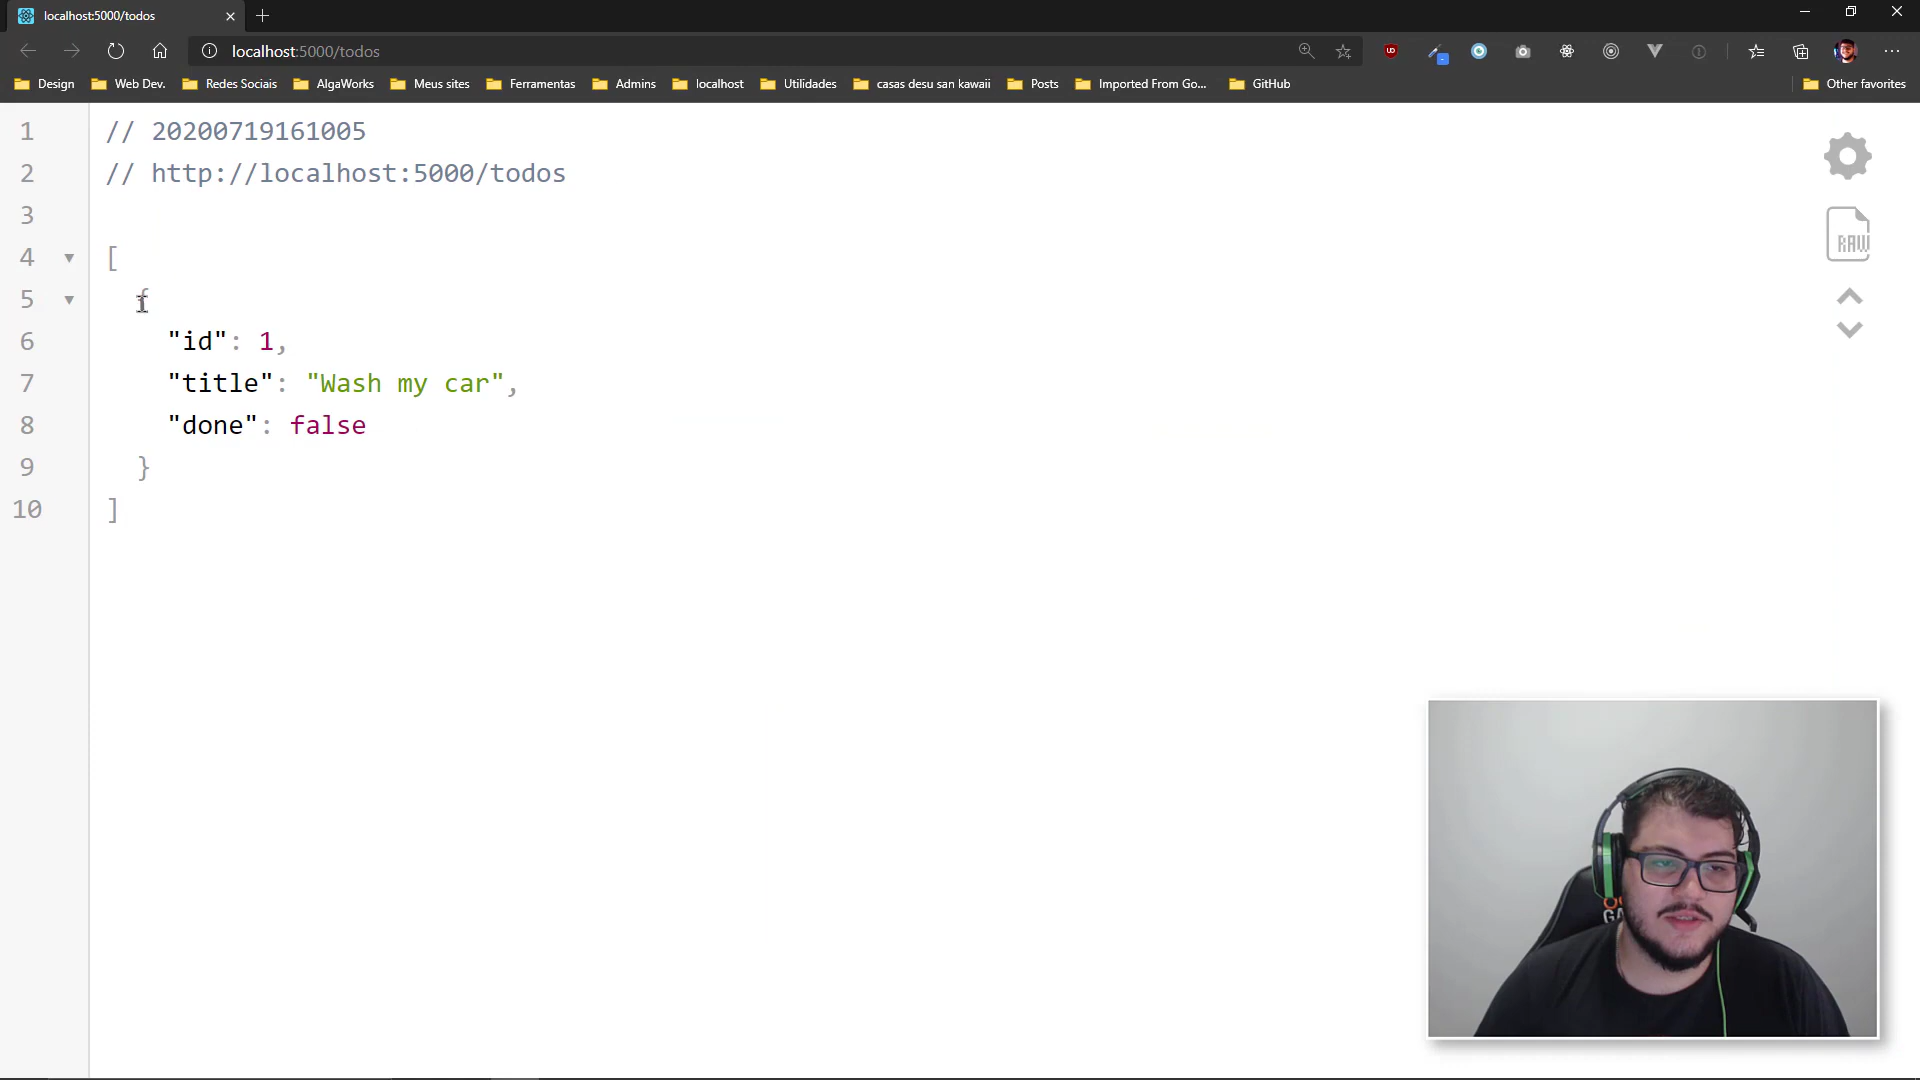 localhost:5000/todos
localhost:5000/todos
Design Web Dev. Redes Sociais AlgaWorks Meus sites Ferramentas Admins localhost Utilidades casas desu san kawaii Posts Imported From Go... GitHub Other favorites
1 // 20200719161005
2 // http://localhost:5000/todos
3
4 [
5 {
6 "id": 1,
7 "title": "Wash my car",
8 "done": false
9 }
10 ]
RAW